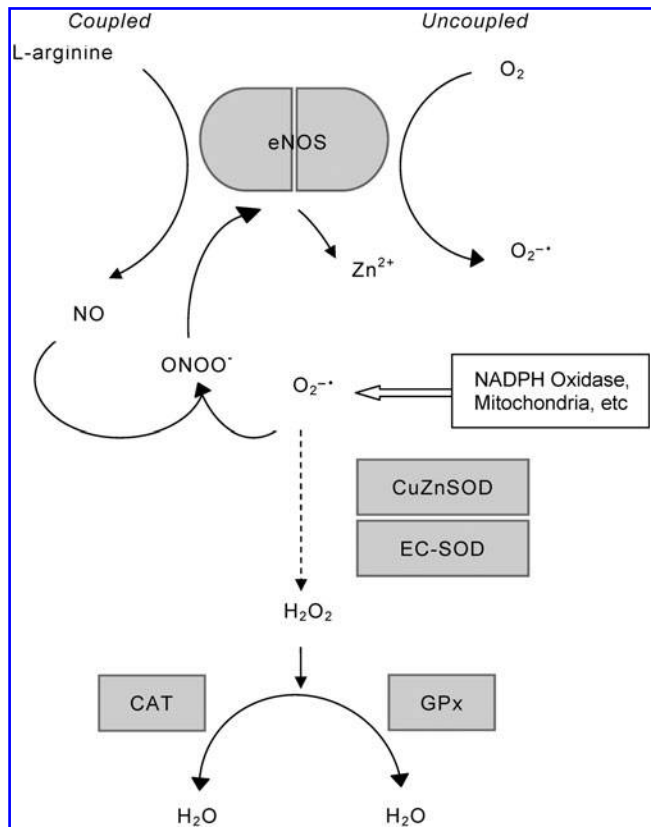 Coupled
Uncoupled
L-arginine
O₂
eNOS
Zn²⁺
O₂⁻•
NO
ONOO⁻
O₂⁻•
NADPH Oxidase,
Mitochondria, etc
CuZnSOD
EC-SOD
H₂O₂
CAT
GPx
H₂O
H₂O